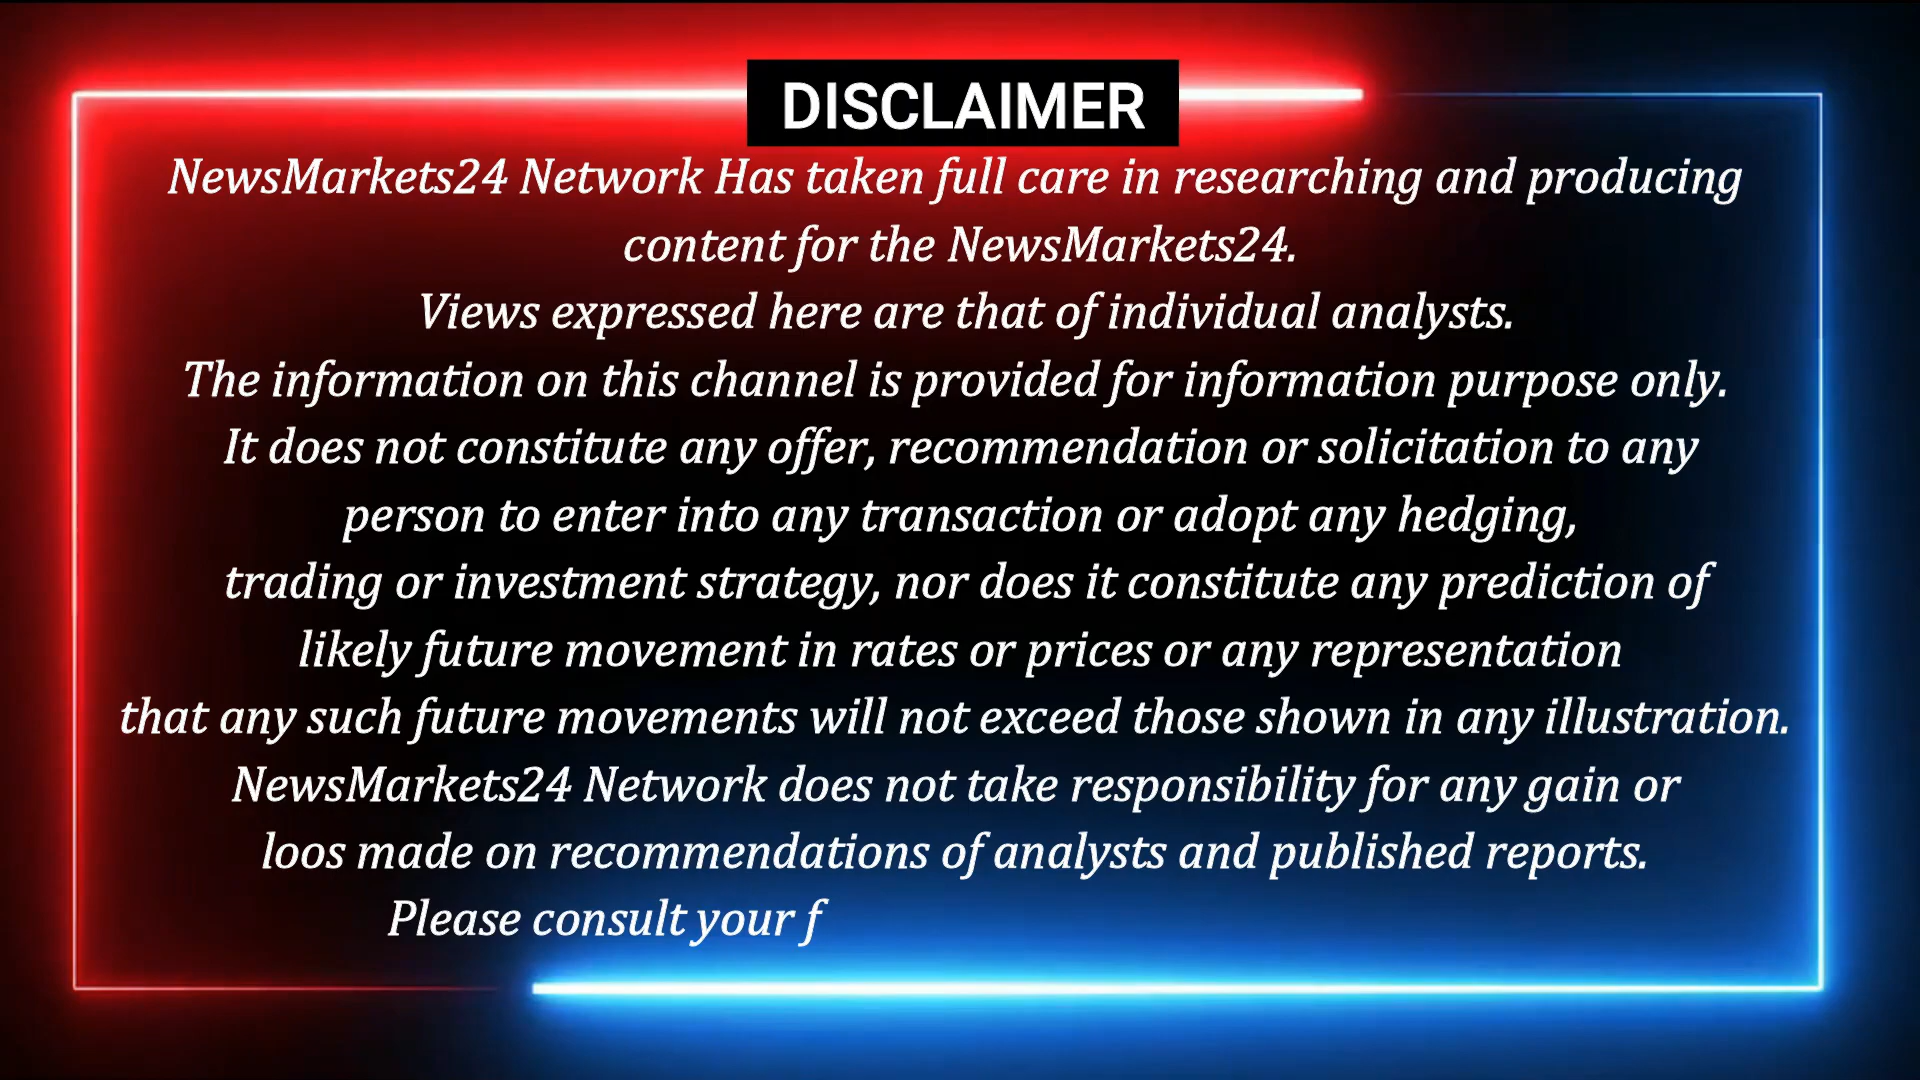 DISCLAIMER
NewsMarkets24 Network Has taken full care in researching and producing
content for the NewsMarkets24.
Views expressed here are that of individual analysts.
The information on this channel is provided for information purpose only.
It does not constitute any offer, recommendation or solicitation to any
person to enter into any transaction or adopt any hedging,
trading or investment strategy, nor does it constitute any prediction of
likely future movement in rates or prices or any representation
that any such future movements will not exceed those shown in any illustration.
NewsMarkets24 Network does not take responsibility for any gain or
loos made on recommendations of analysts and published reports.
Please consult your f